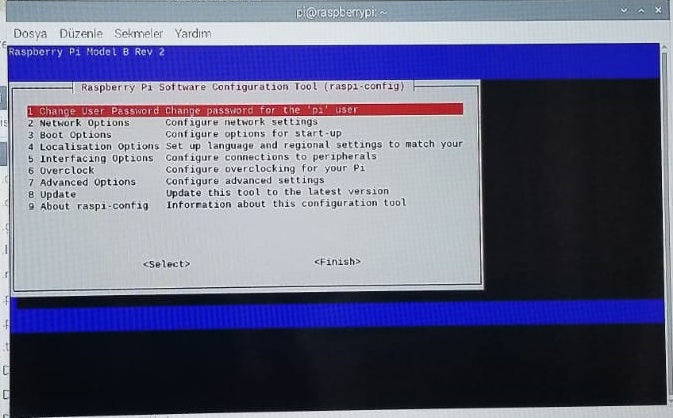 pi@raspberrypi: ~
Dosya Düzenle Sekmeler Yardım
Raspberry Pi Model B Rev 2
Raspberry Pi Software Configuration Tool (raspi-config)
1 Change User Password Change password for the 'pi' user
2 Network Options Configure network settings
3 Boot Options Configure options for start-up
4 Localisation Options Set up language and regional settings to match your
5 Interfacing Options Configure connections to peripherals
6 Overclock Configure overclocking for your Pi
7 Advanced Options Configure advanced settings
8 Update Update this tool to the latest version
9 About raspi-config Information about this configuration tool
<Select> <Finish>